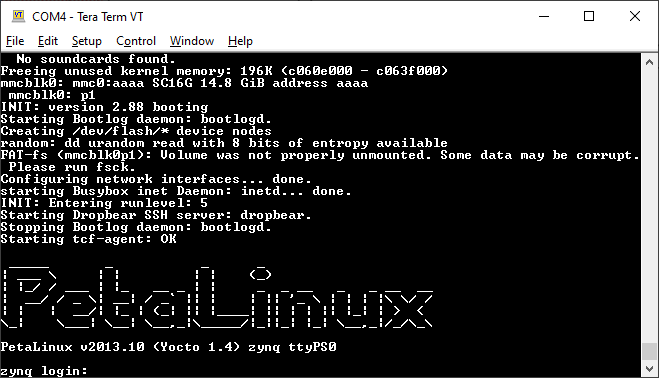 COM4 - Tera Term VT
File Edit Setup Control Window Help
No soundcards found.
Freeing unused kernel memory: 196K (c060e000 - c063f000)
mmcblk0: mmc0:aaaa SC16G 14.8 GiB address aaaa
mmcblk0: p1
INIT: version 2.88 booting
Starting Bootlog daemon: bootlogd.
Creating /dev/flash/* device nodes
random: dd urandom read with 8 bits of entropy available
FAT-fs (mmcblk0p1): Volume was not properly unmounted. Some data may be corrupt.
Please run fsck.
Configuring network interfaces... done.
starting Busybox inet Daemon: inetd... done.
INIT: Entering runlevel: 5
Starting Dropbear SSH server: dropbear.
Stopping Bootlog daemon: bootlogd.
Starting tcf-agent: OK
PetaLinux
PetaLinux v2013.10 (Yocto 1.4) zynq ttyPS0
zynq login: